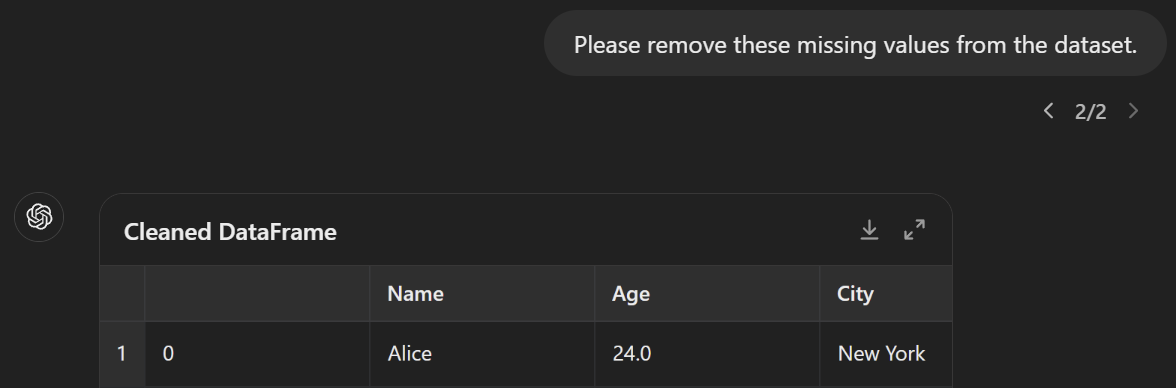 Please remove these missing values from the dataset.
2/2
Cleaned DataFrame
Name Age City
1 0 Alice 24.0 New York